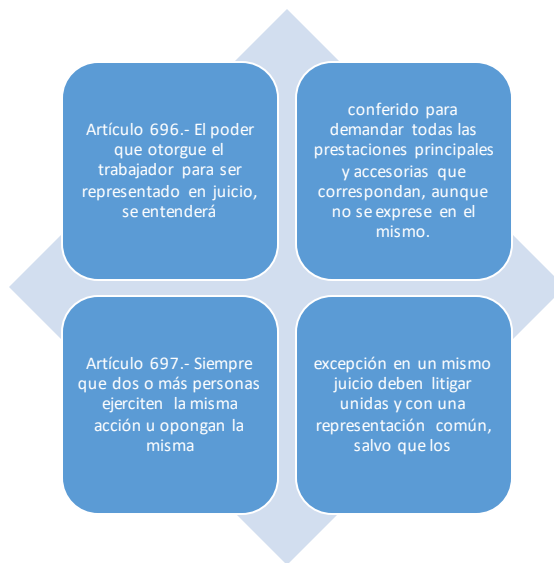 Artículo 696.- El poder
que otorgue el
trabajador para ser
representado en juicio,
se entenderá
conferido para
demandar todas las
prestaciones principales
y accesorias que
correspondan, aunque
no se exprese en el
mismo.
Artículo 697.- Siempre
que dos o más personas
ejerciten la misma
acción u opongan la
misma
excepción en un mismo
juicio deben litigar
unidas y con una
representación común,
salvo que los